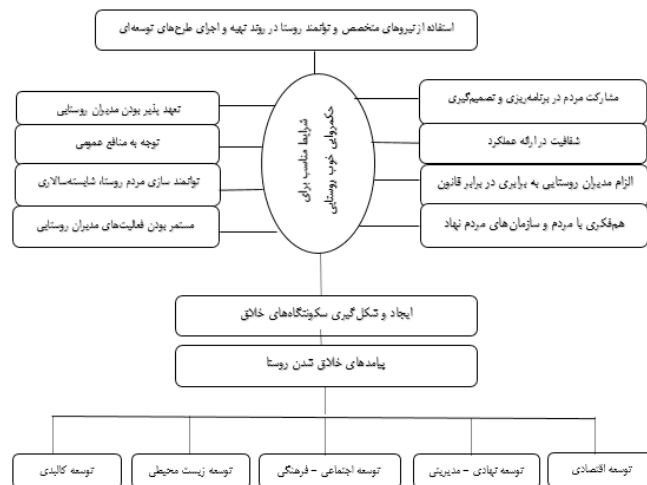 استفاده از نیروهای متخصص و توانمند روستا در روند تهیه و اجرای طرح‌های توسعه‌ای
مشارکت مردم در برنامه‌ریزی و تصمیم‌گیری
شفافیت در ارائه عملکرد
الزام مدیران روستایی به برابری در برابر قانون
هم‌فکری با مردم و سازمان‌های مردم نهاد
شرایط مناسب برای
حکمروایی خوب روستایی
تعهد پذیر بودن مدیران روستایی
توجه به منافع عمومی
توانمند سازی مردم روستا، شایسته‌سالاری
مستمر بودن فعالیت‌های مدیران روستایی
ایجاد و شکل‌گیری سکونتگاه‌های خلاق
پیامدهای خلاق شدن روستا
توسعه اقتصادی
توسعه نهادی - مدیریتی
توسعه اجتماعی - فرهنگی
توسعه زیست محیطی
توسعه کالبدی